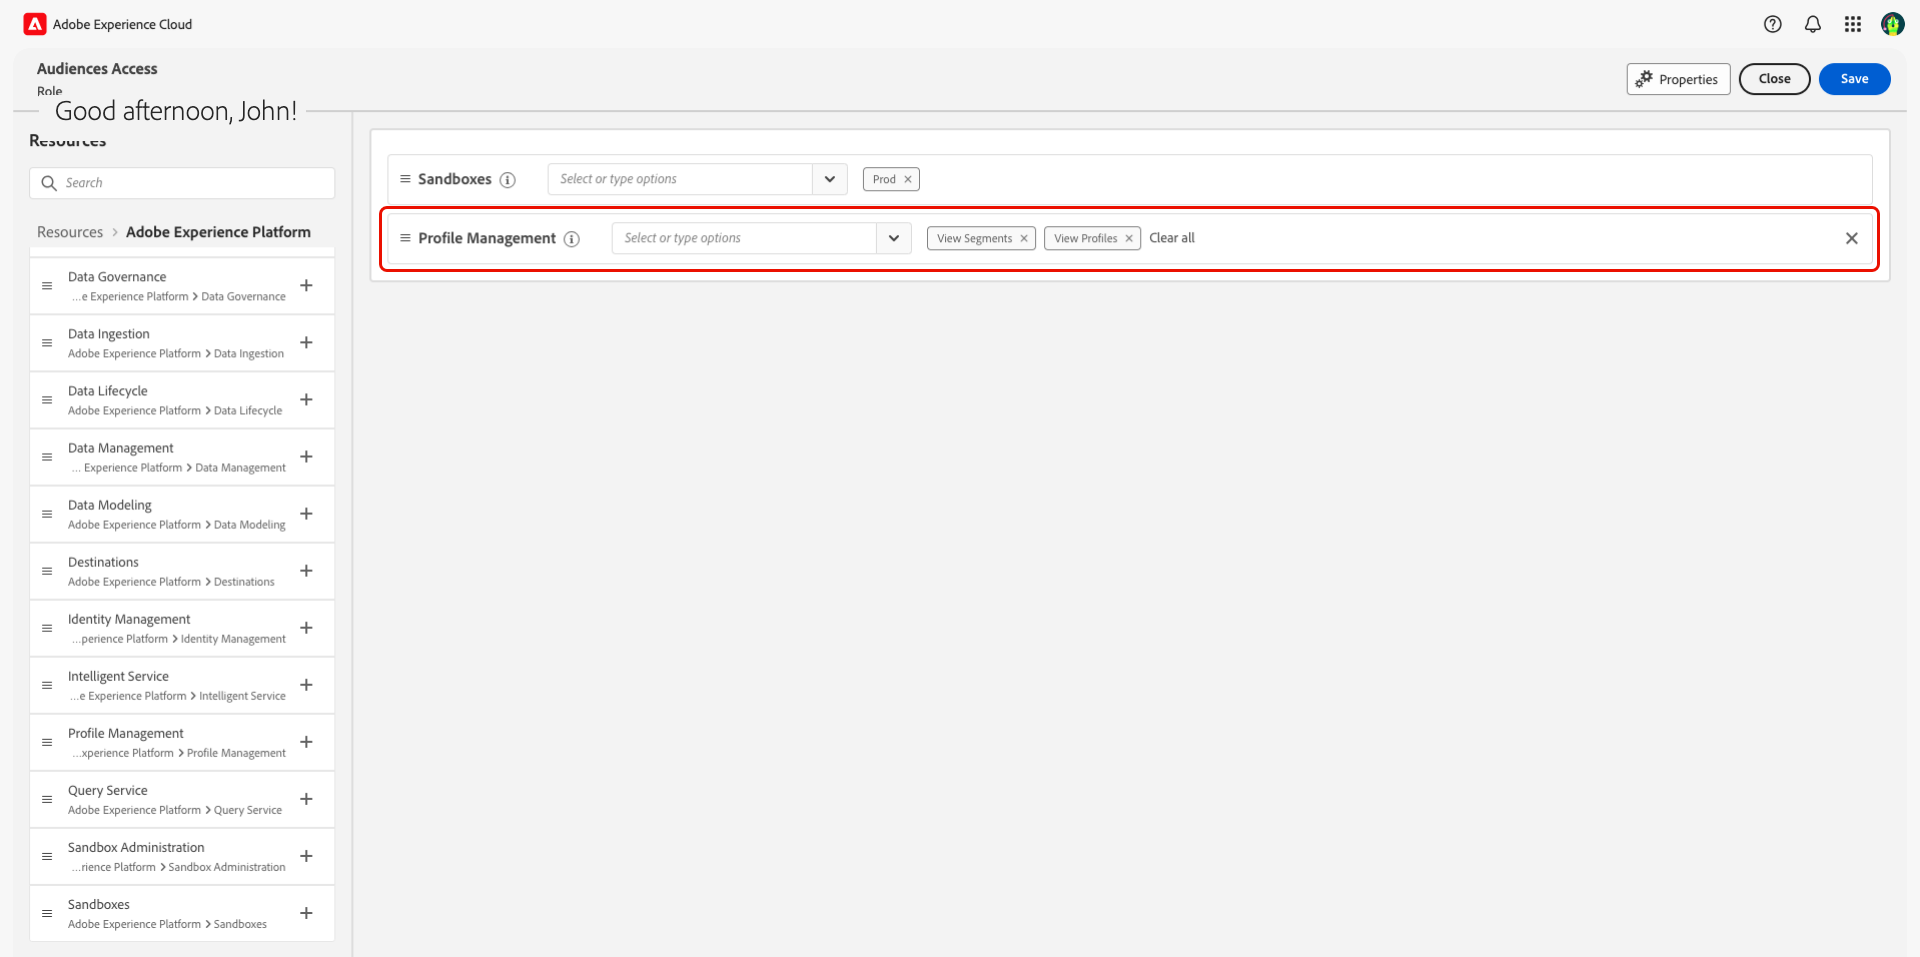 Adobe Experience Cloud
Audiences Access
Role
Properties
Close
Save
Good afternoon, John!
Resources
Search
Resources > Adobe Experience Platform
Data Governance
...e Experience Platform > Data Governance
Data Ingestion
Adobe Experience Platform > Data Ingestion
Data Lifecycle
Adobe Experience Platform > Data Lifecycle
Data Management
... Experience Platform > Data Management
Data Modeling
Adobe Experience Platform > Data Modeling
Destinations
Adobe Experience Platform > Destinations
Identity Management
...perience Platform > Identity Management
Intelligent Service
...e Experience Platform > Intelligent Service
Profile Management
...xperience Platform > Profile Management
Query Service
Adobe Experience Platform > Query Service
Sandbox Administration
...rience Platform > Sandbox Administration
Sandboxes
Adobe Experience Platform > Sandboxes
Sandboxes
Select or type options
Prod
Profile Management
Select or type options
View Segments
View Profiles
Clear all